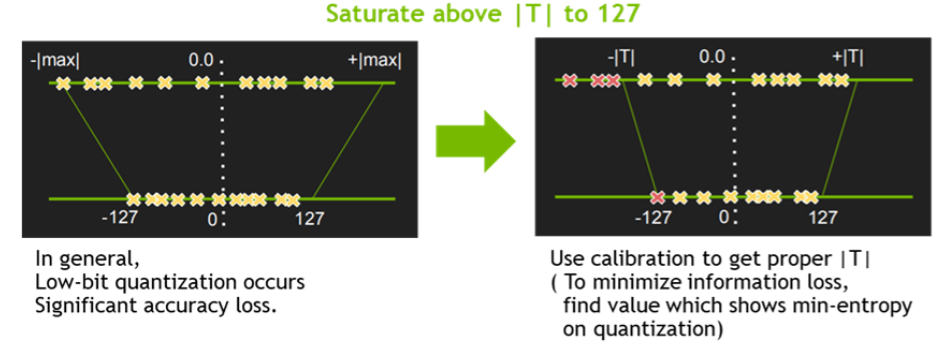 Saturate above |T| to 127
-|max| 0.0 +|max|
-127 0 127
In general,
Low-bit quantization occurs
Significant accuracy loss.
-|T| 0.0 +|T|
-127 0 127
Use calibration to get proper |T|
( To minimize information loss,
find value which shows min-entropy
on quantization)